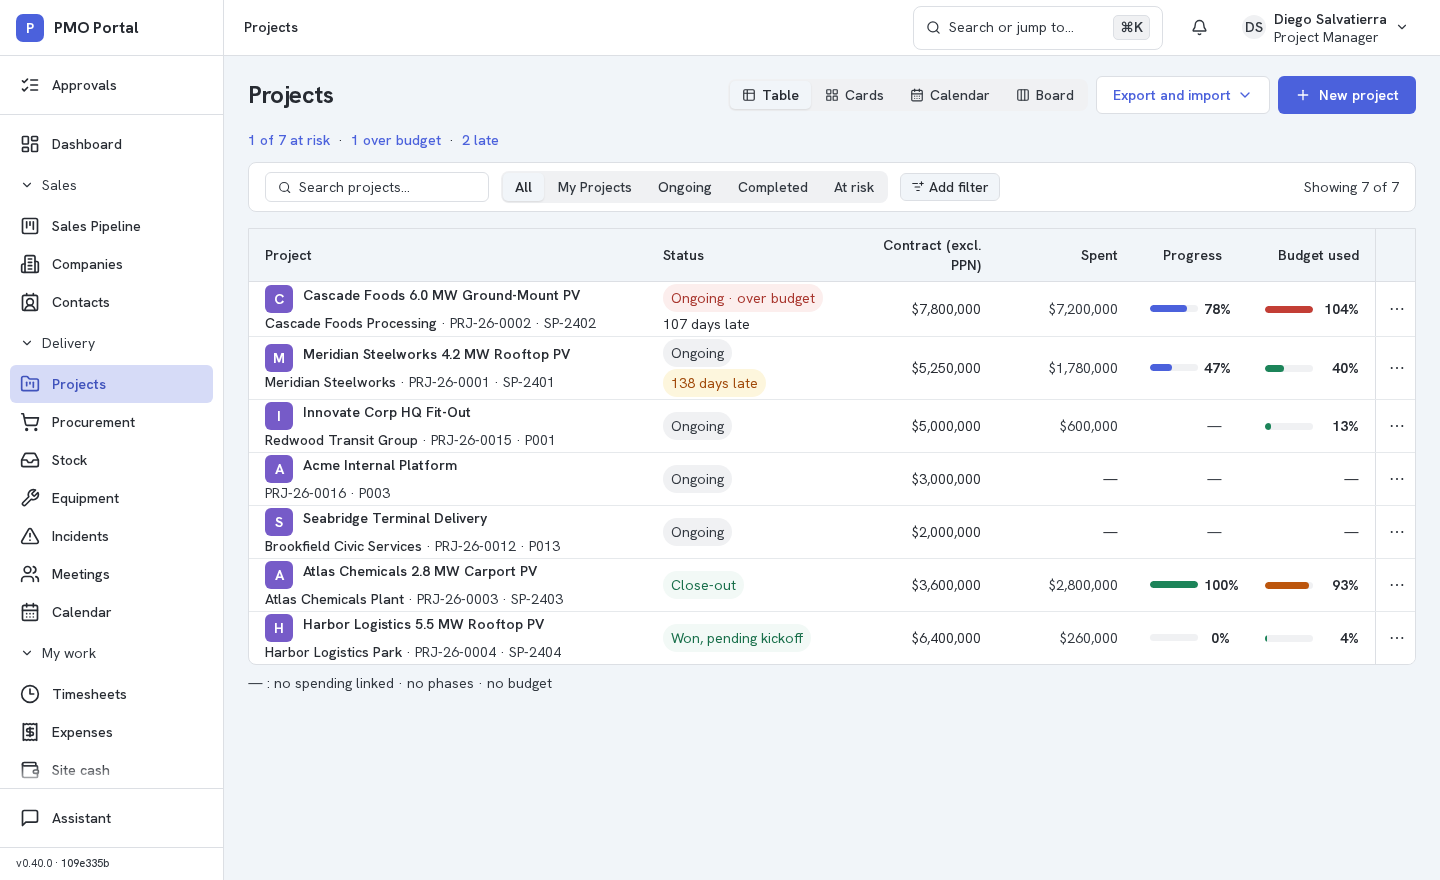 P PMO Portal
Projects
Search or jump to...
⌘K
DS
Diego Salvatierra
Project Manager
Approvals
Dashboard
Sales
Sales Pipeline
Companies
Contacts
Delivery
Projects
Procurement
Stock
Equipment
Incidents
Meetings
Calendar
My work
Timesheets
Expenses
Site cash
Assistant
v0.40.0 · 109e335b
Projects
Table Cards Calendar Board
Export and import
New project
1 of 7 at risk · 1 over budget · 2 late
Search projects...
All My Projects Ongoing Completed At risk
Add filter
Showing 7 of 7
Project Status Contract (excl. PPN) Spent Progress Budget used
C Cascade Foods 6.0 MW Ground-Mount PV
Cascade Foods Processing · PRJ-26-0002 · SP-2402
Ongoing · over budget
107 days late
$7,800,000 $7,200,000 78% 104% ...
M Meridian Steelworks 4.2 MW Rooftop PV
Meridian Steelworks · PRJ-26-0001 · SP-2401
Ongoing
138 days late
$5,250,000 $1,780,000 47% 40% ...
I Innovate Corp HQ Fit-Out
Redwood Transit Group · PRJ-26-0015 · P001
Ongoing
$5,000,000 $600,000 — 13% ...
A Acme Internal Platform
PRJ-26-0016 · P003
Ongoing
$3,000,000 — — — ...
S Seabridge Terminal Delivery
Brookfield Civic Services · PRJ-26-0012 · P013
Ongoing
$2,000,000 — — — ...
A Atlas Chemicals 2.8 MW Carport PV
Atlas Chemicals Plant · PRJ-26-0003 · SP-2403
Close-out
$3,600,000 $2,800,000 100% 93% ...
H Harbor Logistics 5.5 MW Rooftop PV
Harbor Logistics Park · PRJ-26-0004 · SP-2404
Won, pending kickoff
$6,400,000 $260,000 0% 4% ...
— : no spending linked · no phases · no budget